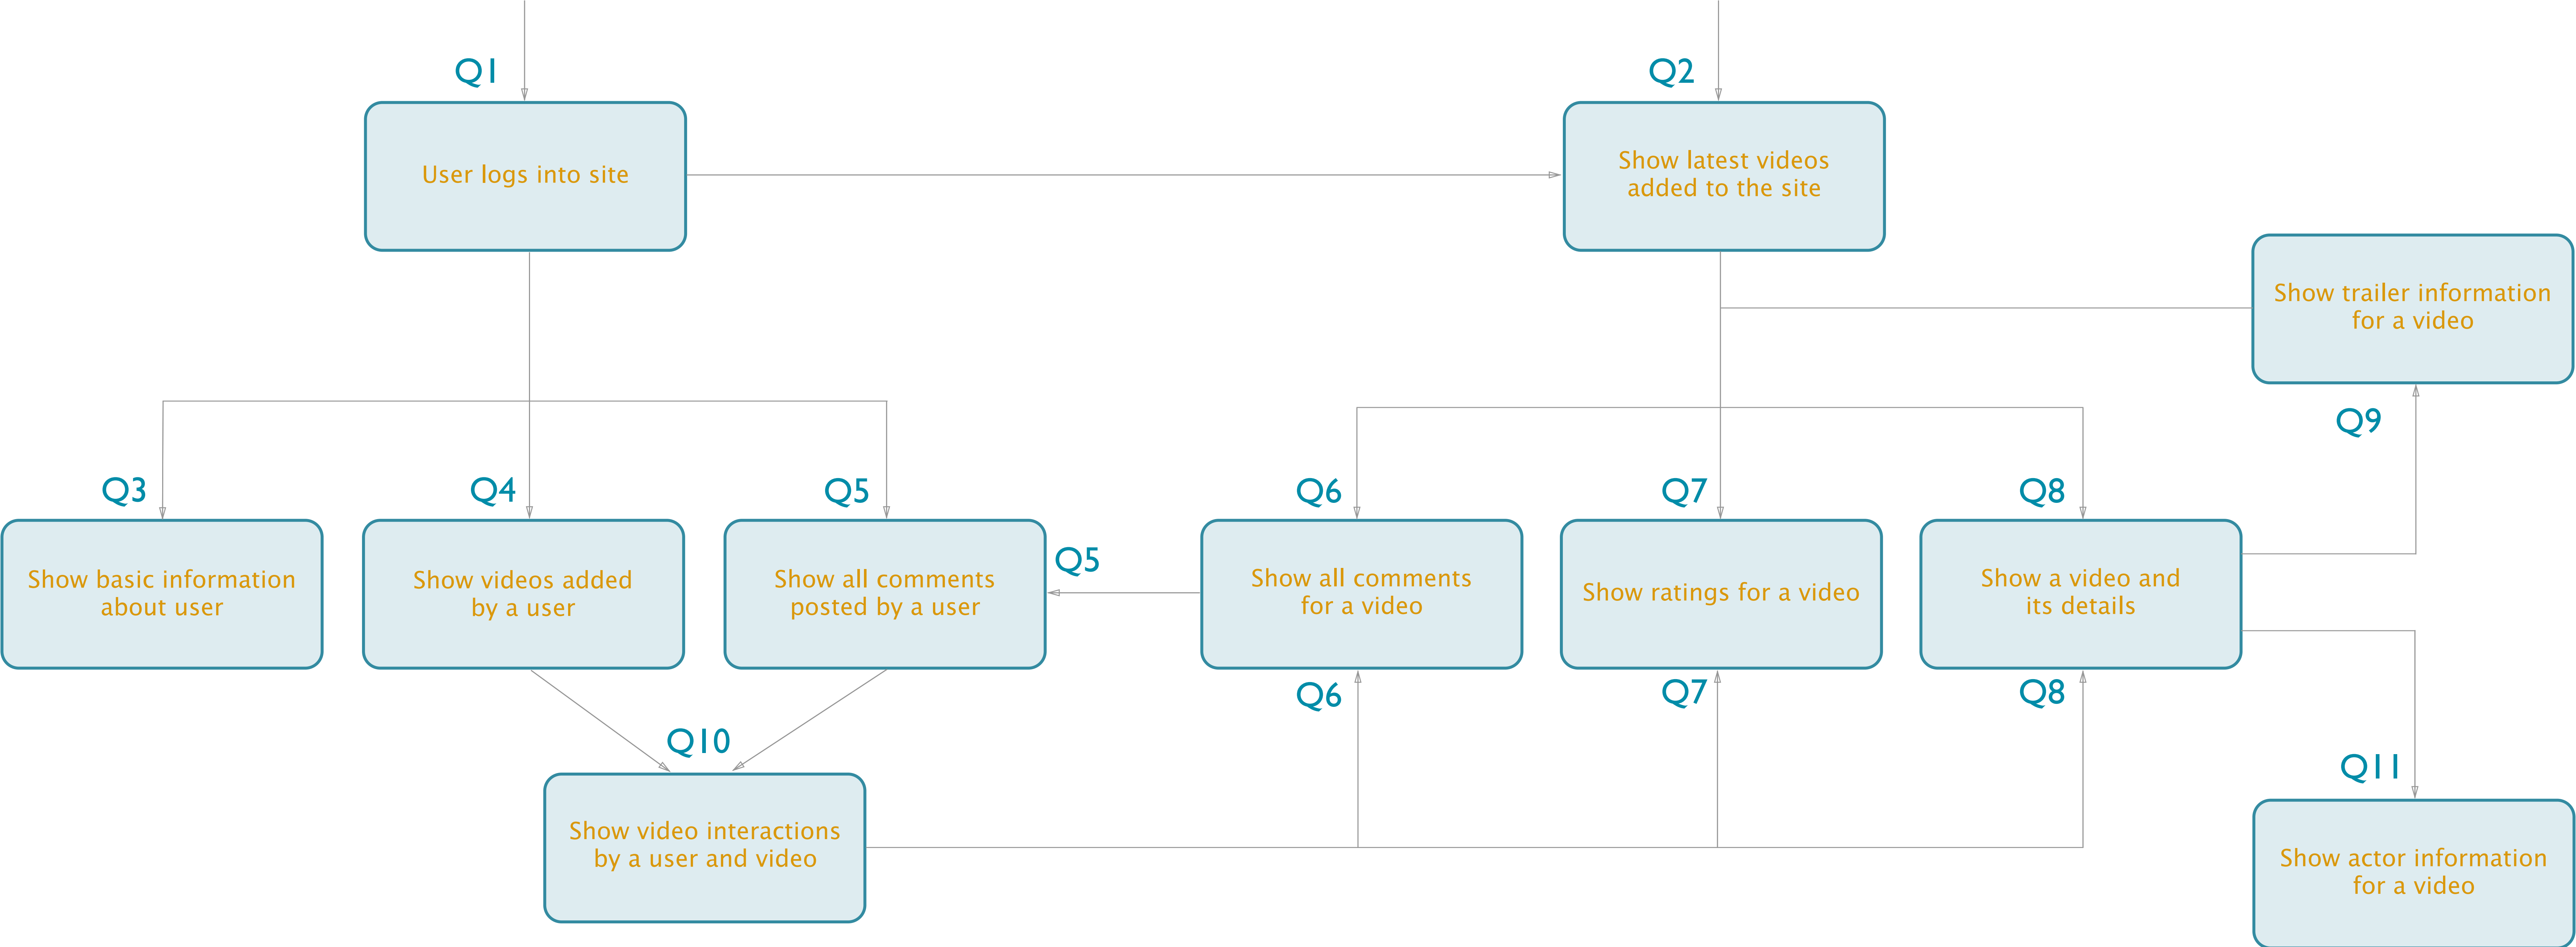 Q1
User logs into site
Q2
Show latest videos
added to the site
Show trailer information
for a video
Q9
Q3
Show basic information
about user
Q4
Show videos added
by a user
Q5
Show all comments
posted by a user
Q5
Q6
Show all comments
for a video
Q6
Q7
Show ratings for a video
Q7
Q8
Show a video and
its details
Q8
Q10
Show video interactions
by a user and video
Q11
Show actor information
for a video